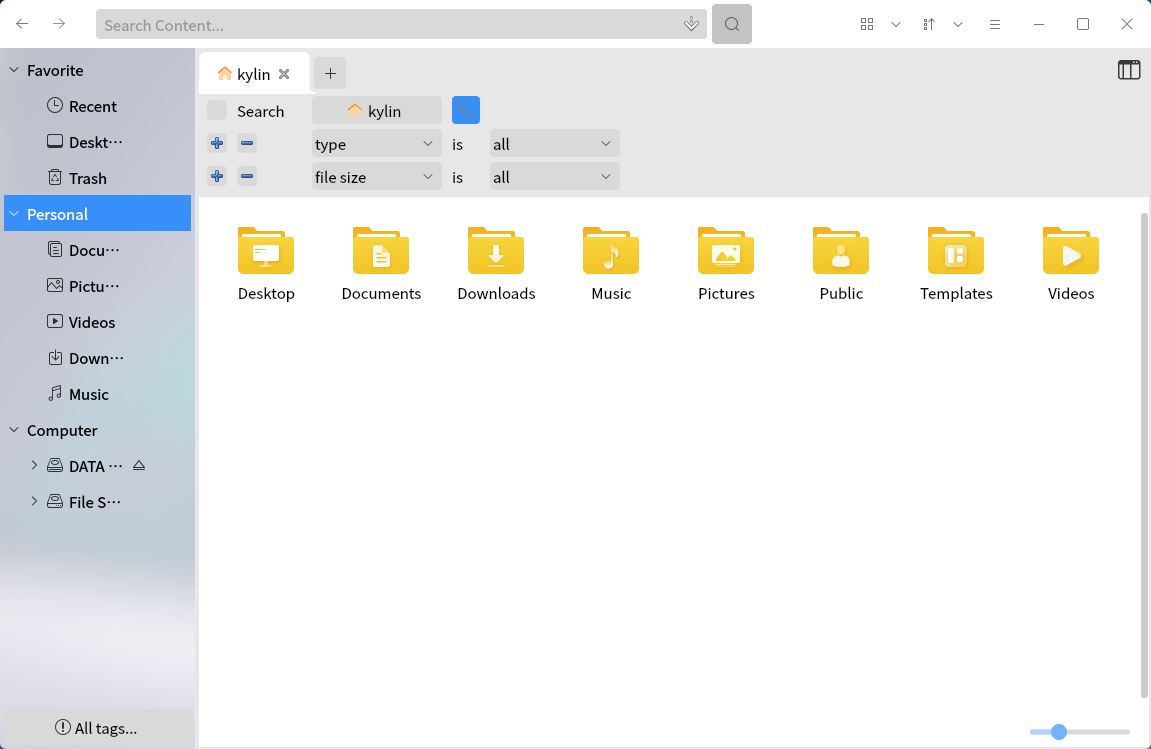 Search Content...
Favorite
Recent
Deskt···
Trash
Personal
Docu···
Pictu···
Videos
Down···
Music
Computer
DATA ···
File S···
All tags...
kylin
Search
kylin
type is all
file size is all
Desktop Documents Downloads Music Pictures Public Templates Videos